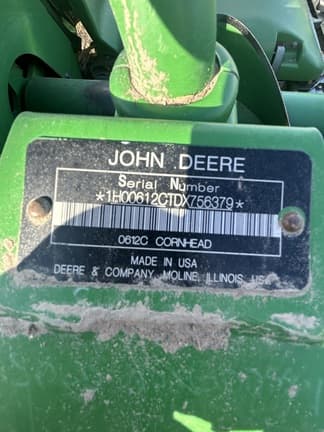 JOHN DEERE
Serial Number
*1H00612CTDX756379*
0612C CORNHEAD
MADE IN USA
DEERE & COMPANY MOLINE, ILLINOIS, USA